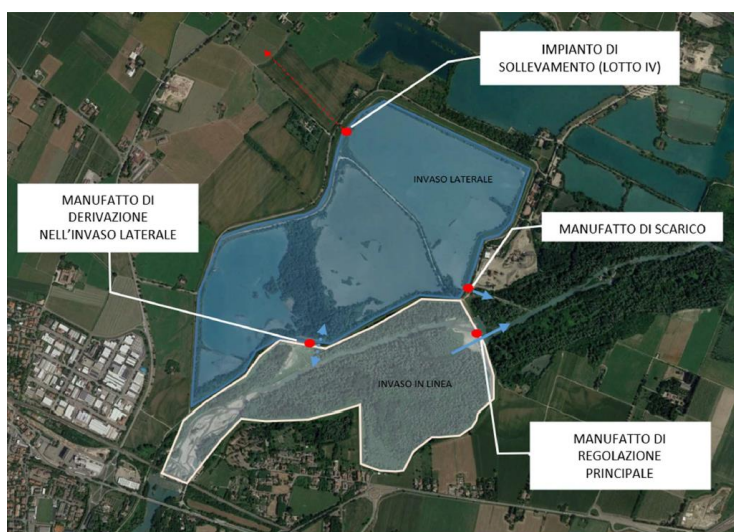 IMPIANTO DI
SOLLEVAMENTO (LOTTO IV)
INVASO LATERALE
MANUFATTO DI
DERIVAZIONE
NELL'INVASO LATERALE
MANUFATTO DI SCARICO
INVASO IN LINEA
MANUFATTO DI
REGOLAZIONE
PRINCIPALE